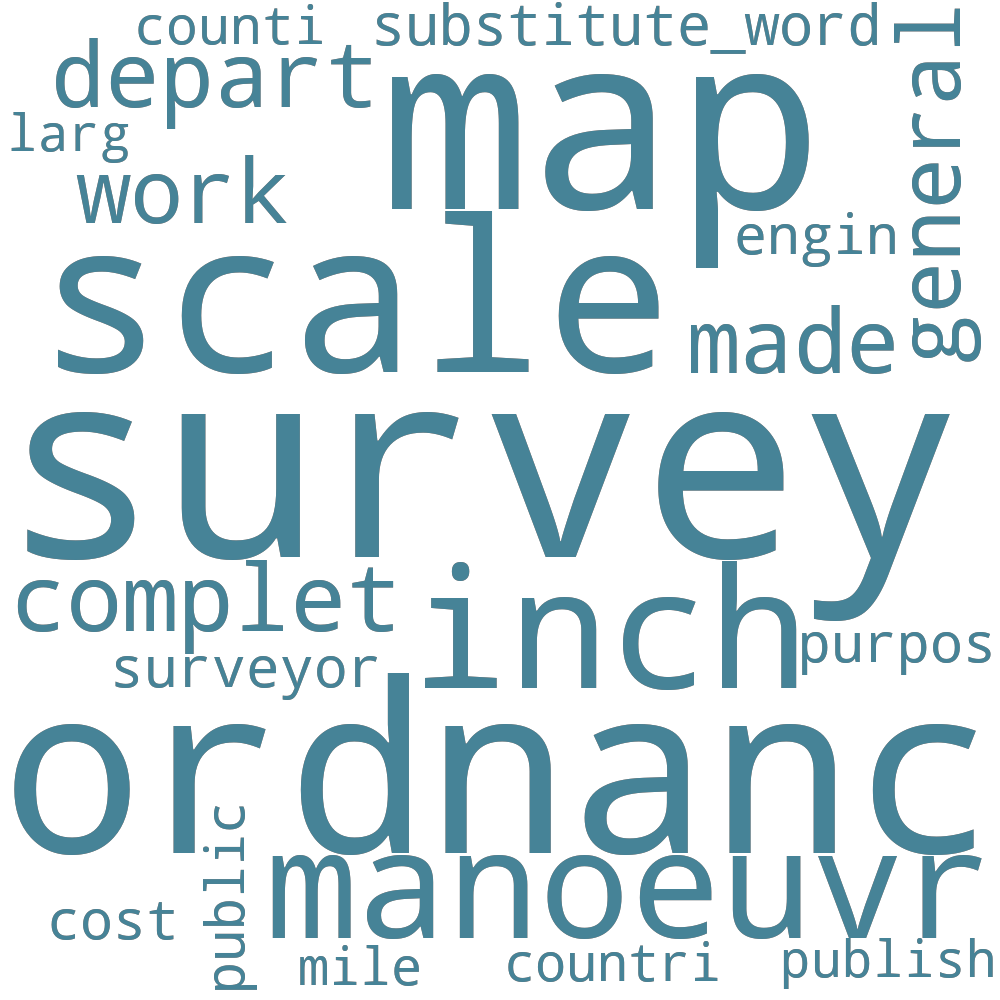 counti
substitute_word
general
depart
map
larg
work
engin
scale
made
survey
complet
inch
purpos
surveyor
ordnanc
public
manoeuvr
cost
mile
countri
publish